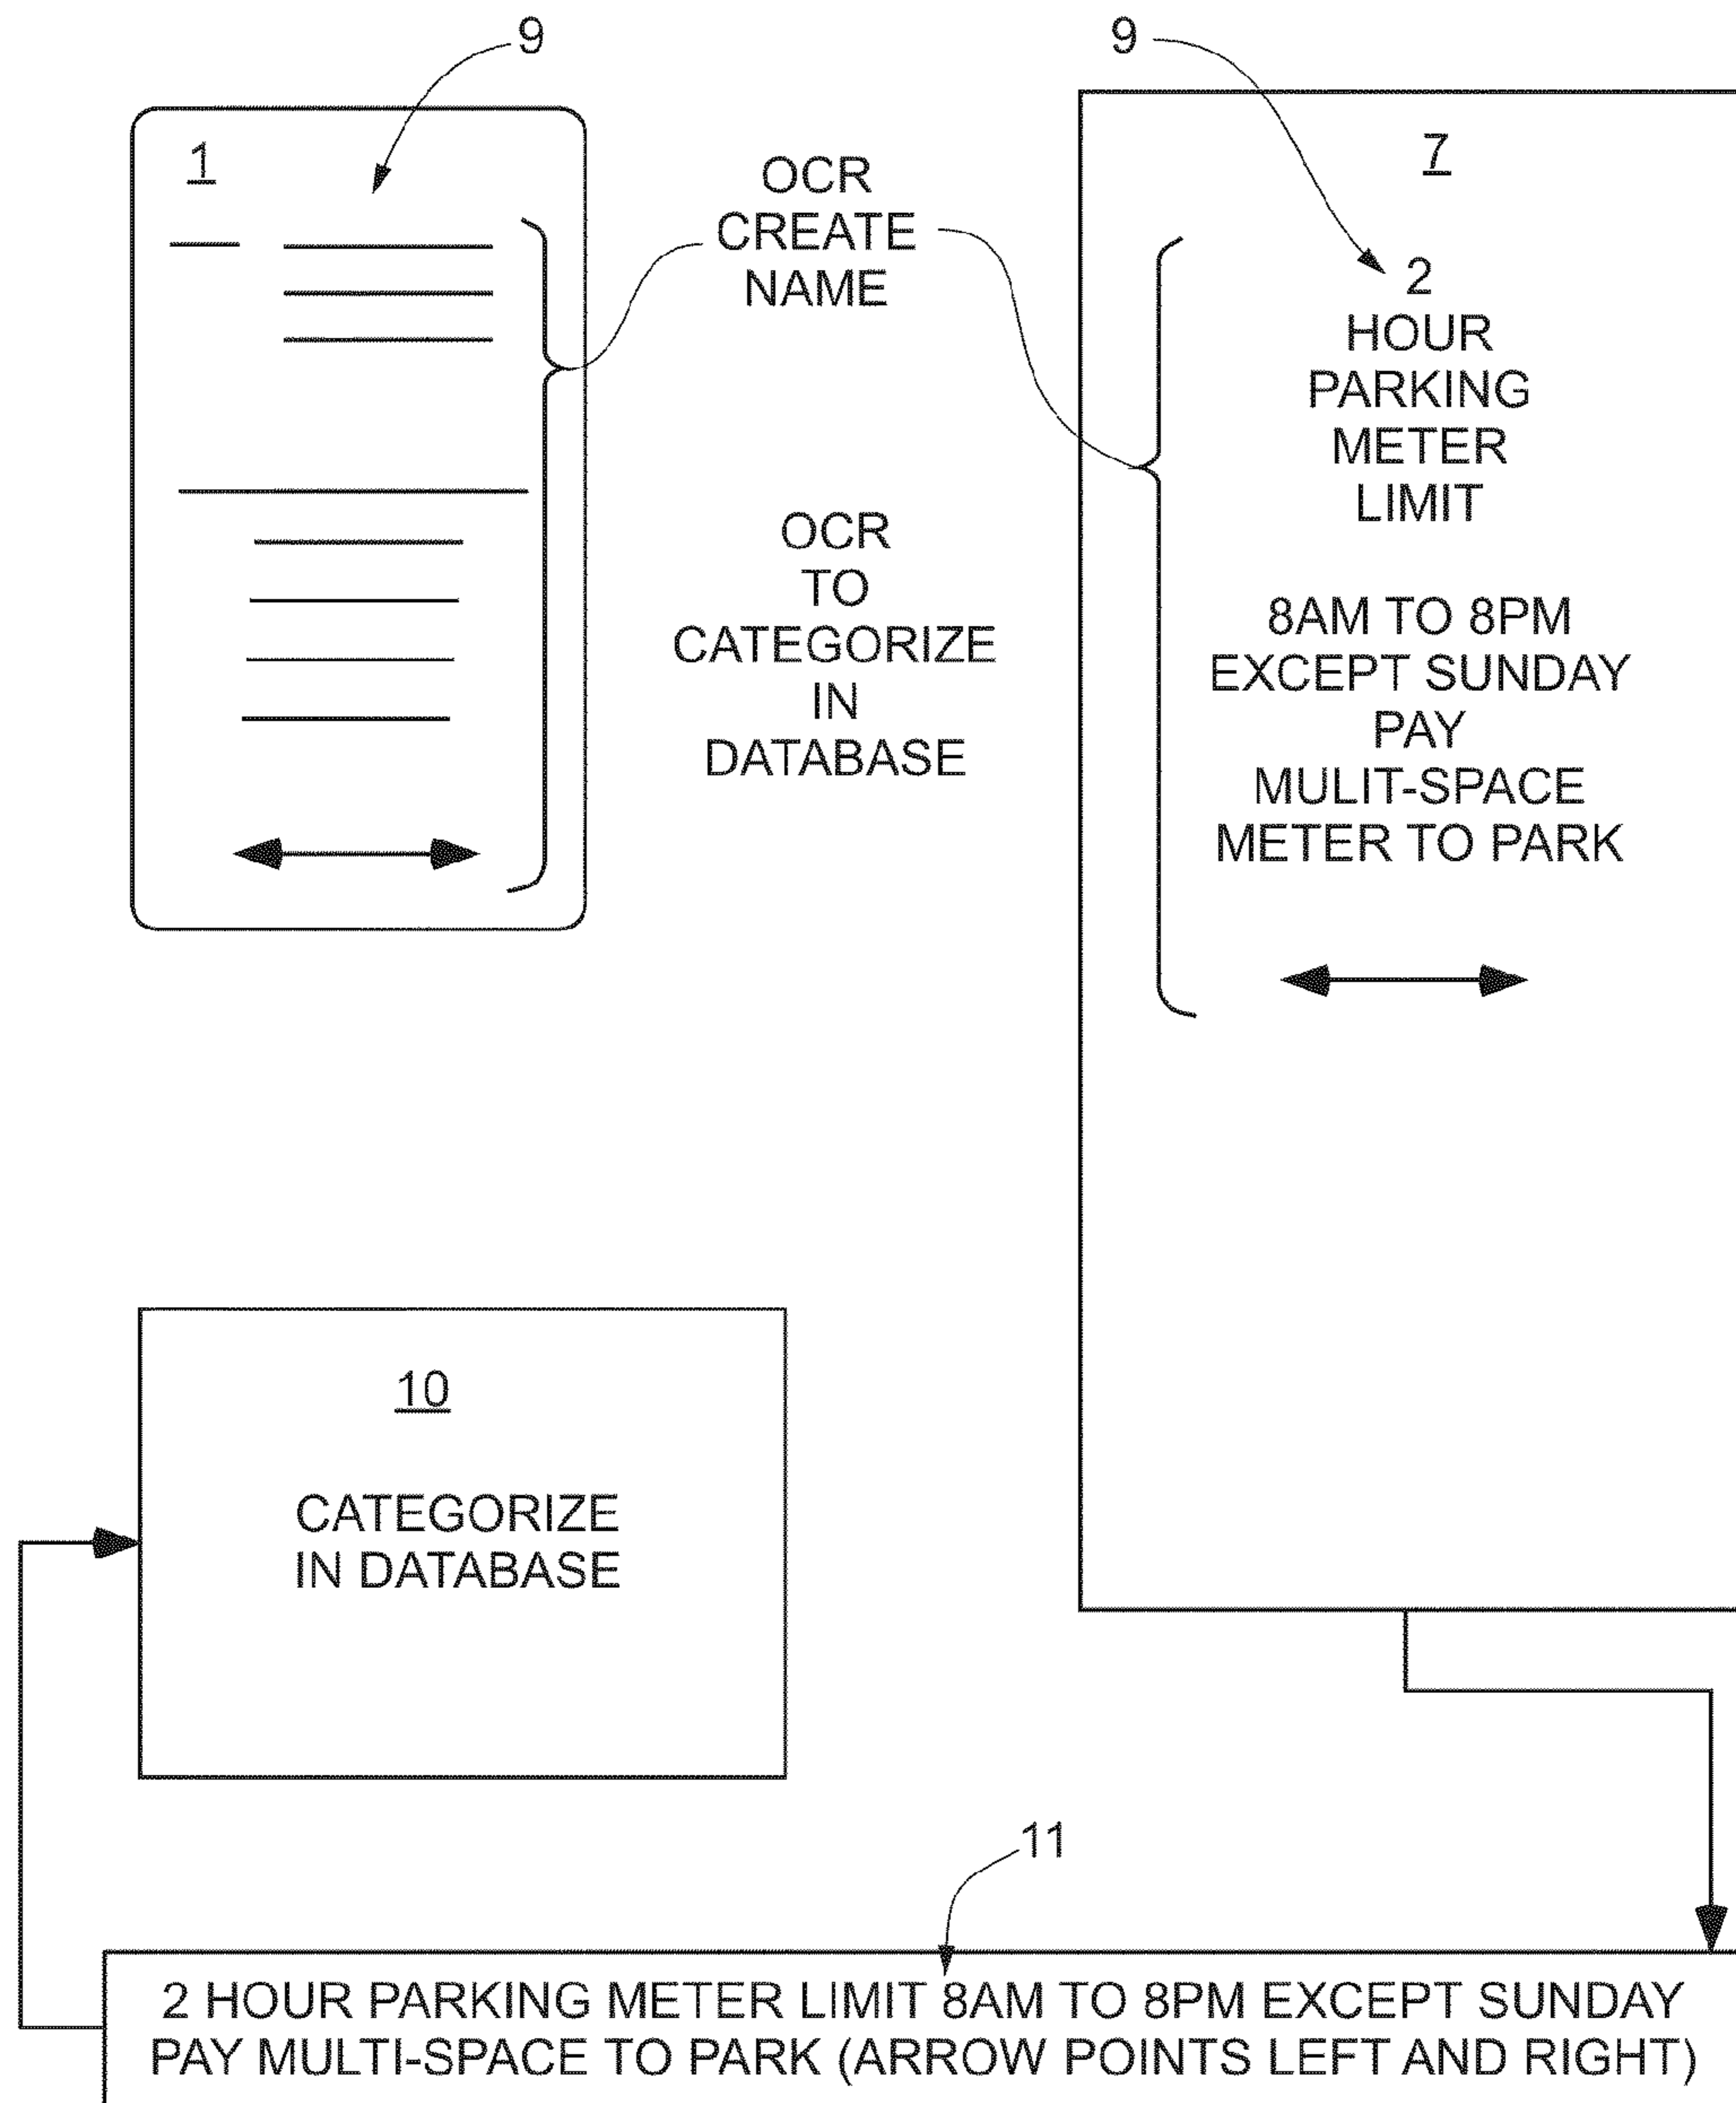 9
9
1
OCR
CREATE
NAME
OCR
TO
CATEGORIZE
IN
DATABASE
7
2
HOUR
PARKING
METER
LIMIT
8AM TO 8PM
EXCEPT SUNDAY
PAY
MULIT-SPACE
METER TO PARK
10
CATEGORIZE
IN DATABASE
11
2 HOUR PARKING METER LIMIT 8AM TO 8PM EXCEPT SUNDAY
PAY MULTI-SPACE TO PARK (ARROW POINTS LEFT AND RIGHT)